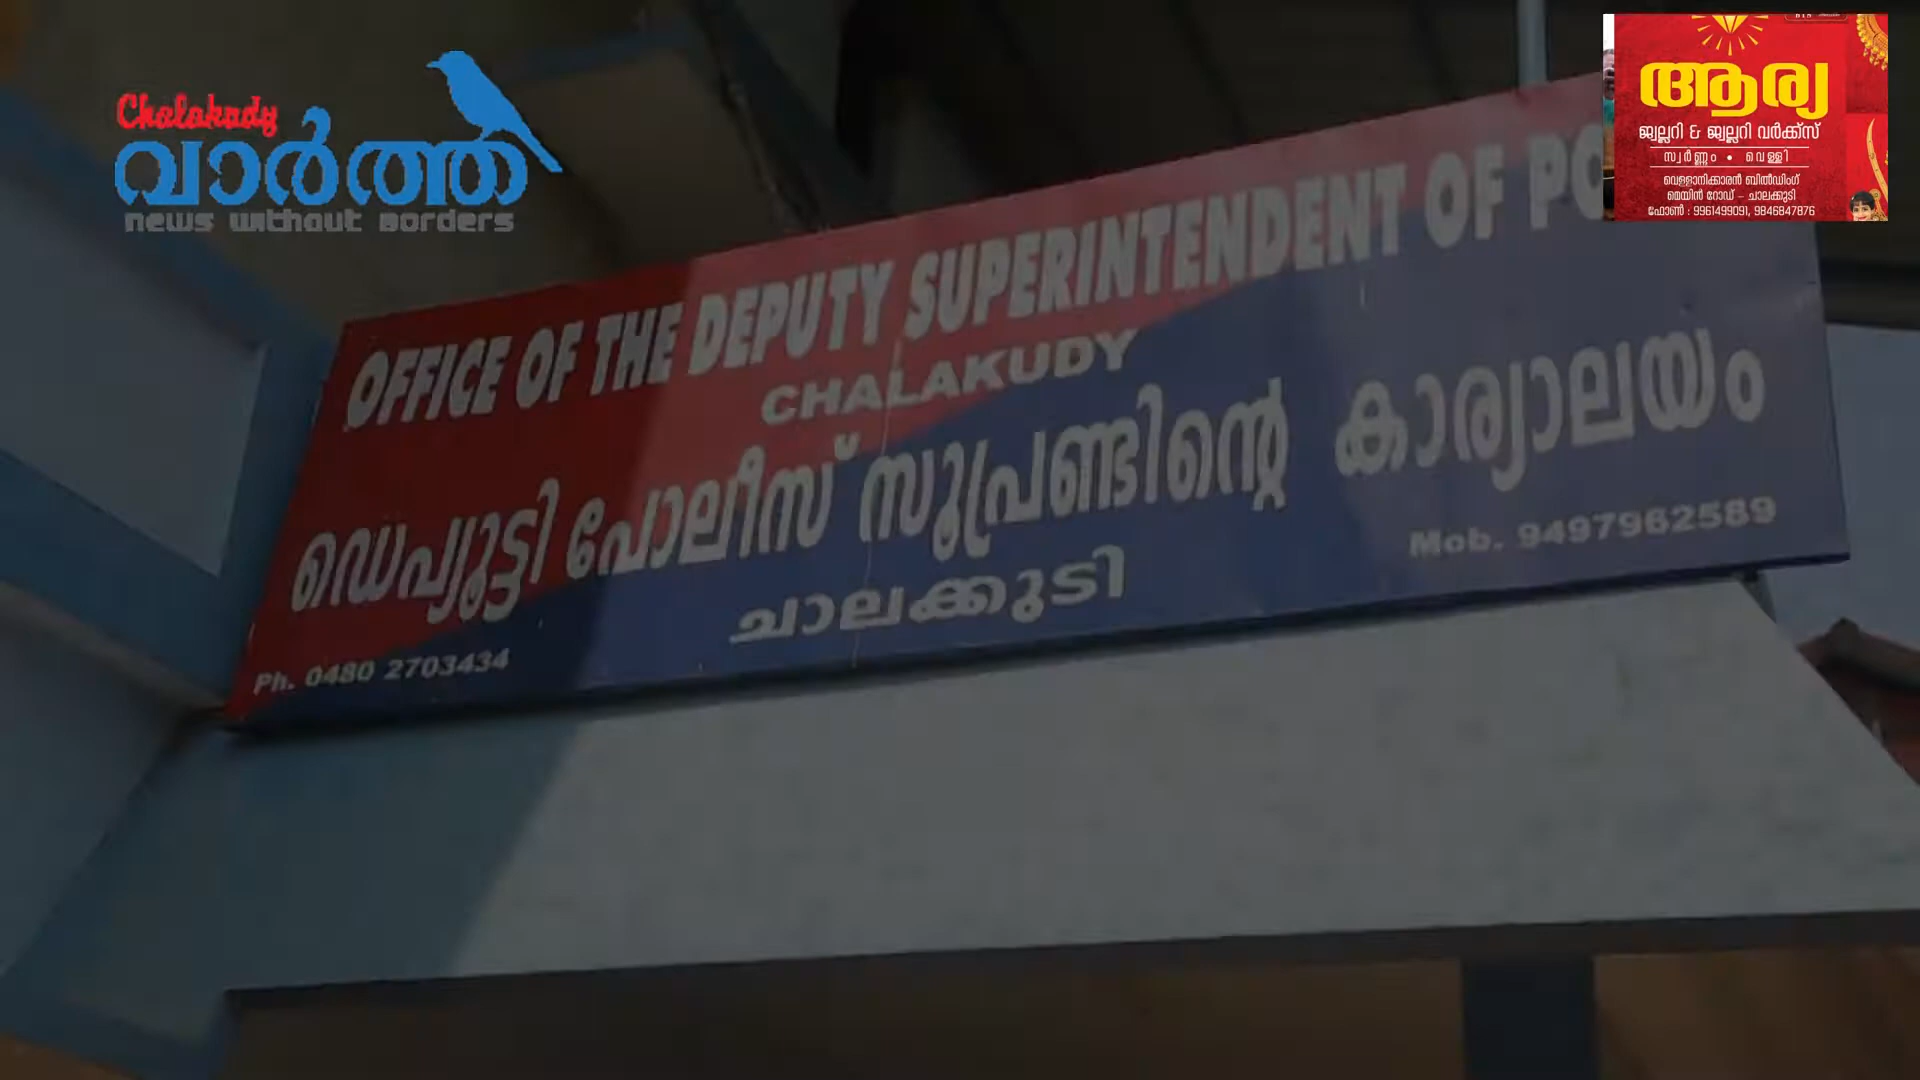 Chalakudy
വാർത്ത
news without borders
ആര്യ
ജ്വല്ലറി & ജ്വല്ലറി വർക്ക്സ്
സ്വർണ്ണം • വെള്ളി
വെള്ളാനിക്കാരൻ ബിൽഡിംഗ്
മെയിൻ റോഡ് - ചാലക്കുടി
ഫോൺ : 9961499091, 9846847876
OFFICE OF THE DEPUTY SUPERINTENDENT OF PO
CHALAKUDY
ഡെപ്യൂട്ടി പോലീസ് സൂപ്രണ്ടിന്റെ കാര്യാലയം
Mob. 9497962589
ചാലക്കുടി
Ph. 0480 2703434